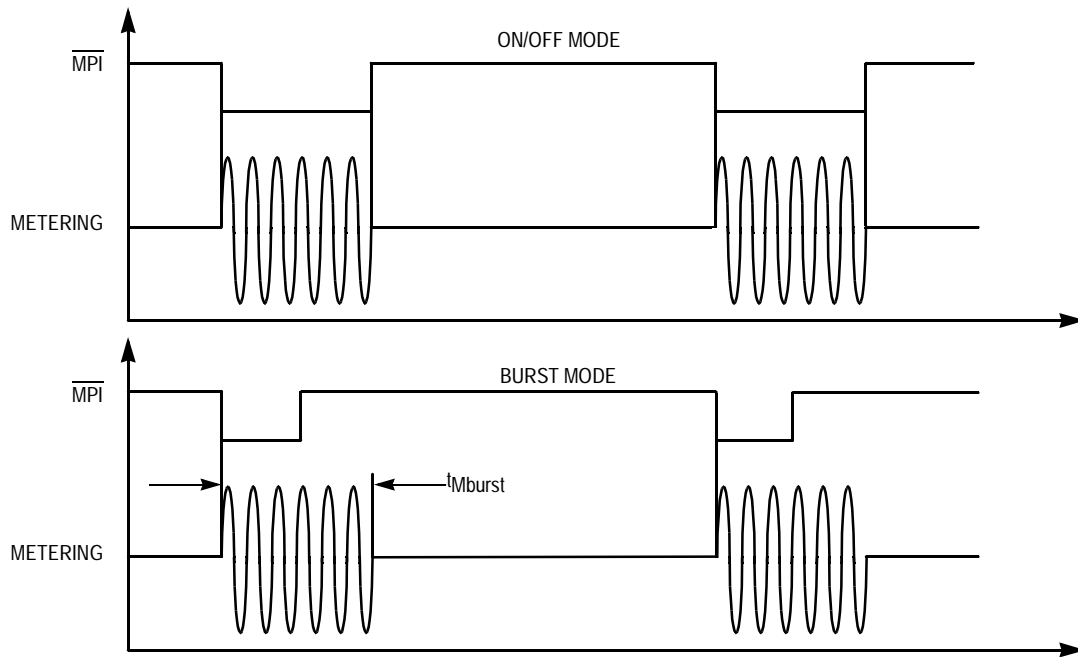 ON/OFF MODE
MPI
METERING
BURST MODE
MPI
tMburst
METERING